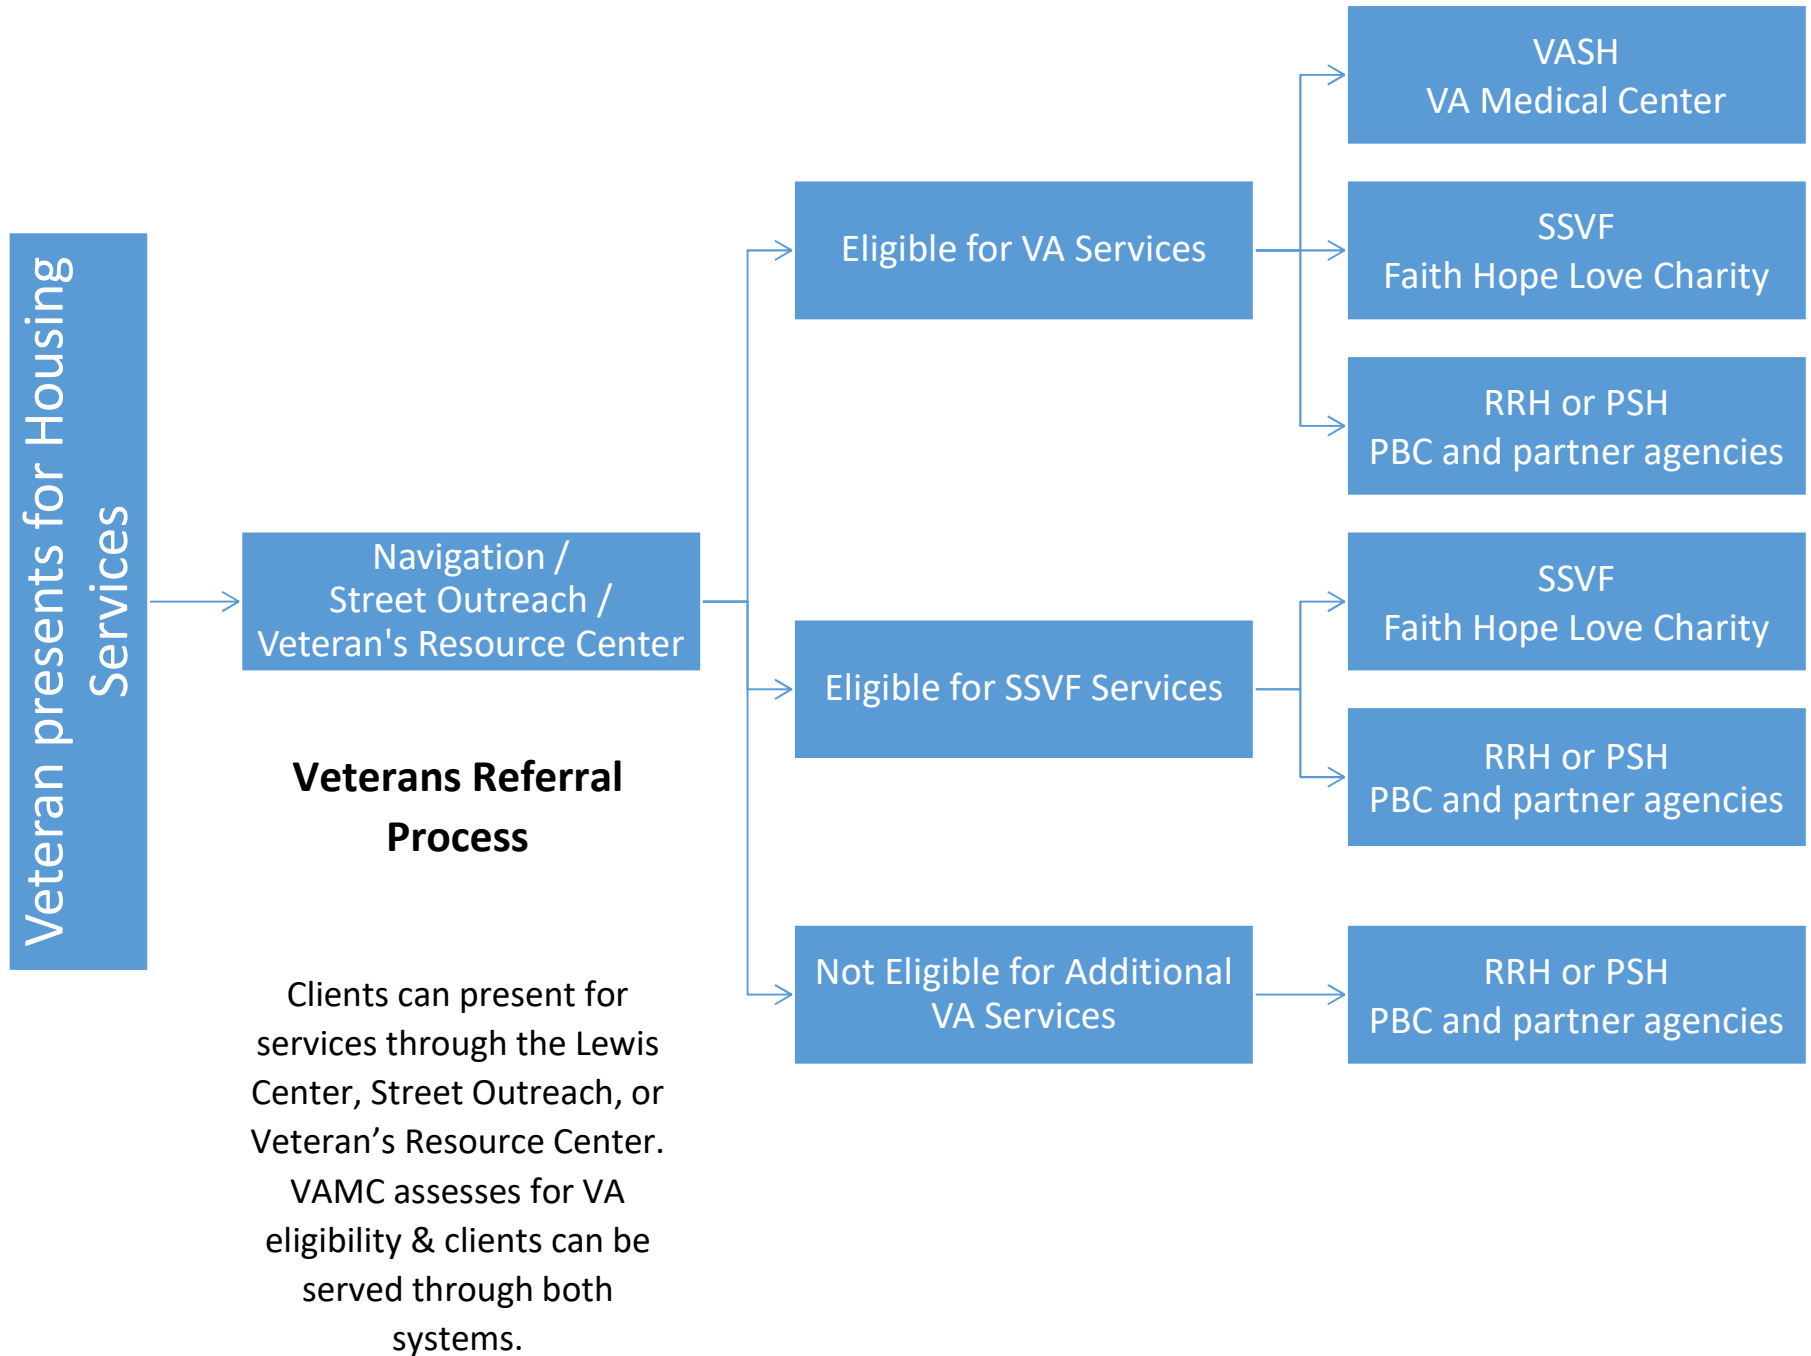 Veteran presents for Housing
Services
Navigation /
Street Outreach /
Veteran's Resource Center
Veterans Referral
Process
Clients can present for
services through the Lewis
Center, Street Outreach, or
Veteran’s Resource Center.
VAMC assesses for VA
eligibility & clients can be
served through both
systems.
Eligible for VA Services
VASH
VA Medical Center
SSVF
Faith Hope Love Charity
RRH or PSH
PBC and partner agencies
Eligible for SSVF Services
SSVF
Faith Hope Love Charity
RRH or PSH
PBC and partner agencies
Not Eligible for Additional
VA Services
RRH or PSH
PBC and partner agencies